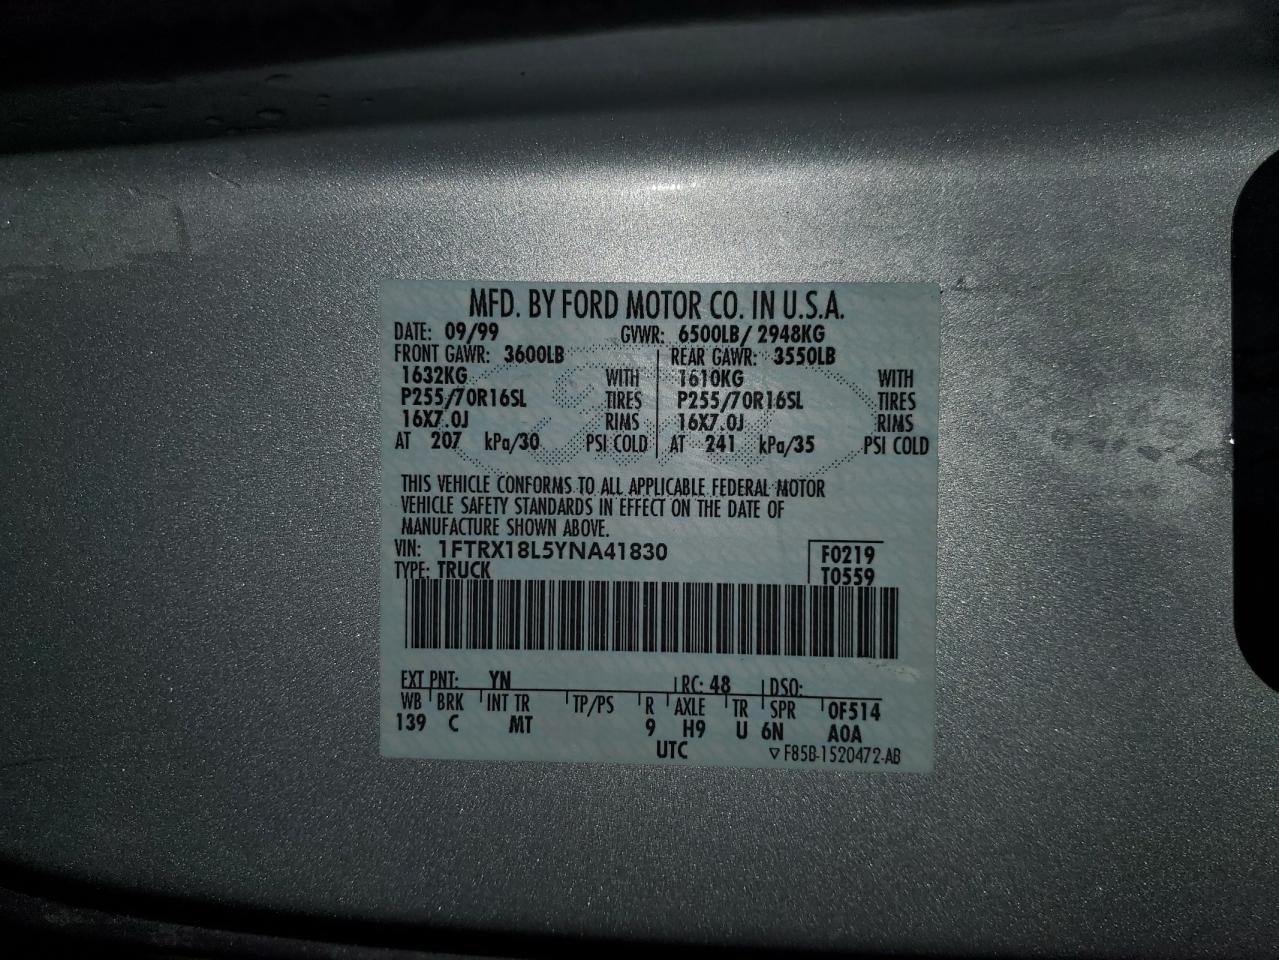 MFD. BY FORD MOTOR CO. IN U.S.A.
DATE: 09/99 GVWR: 6500LB/ 2948KG
FRONT GAWR: 3600LB REAR GAWR: 3550LB
1632KG WITH 1610KG WITH
P255/70R16SL TIRES P255/70R16SL TIRES
16X7.0J RIMS 16X7.0J RIMS
AT 207 kPa/30 PSI COLD AT 241 kPa/35 PSI COLD
THIS VEHICLE CONFORMS TO ALL APPLICABLE FEDERAL MOTOR
VEHICLE SAFETY STANDARDS IN EFFECT ON THE DATE OF
MANUFACTURE SHOWN ABOVE.
VIN: 1FTRX18L5YNA41830 F0219
TYPE: TRUCK T0559
EXT PNT: YN RC: 48 DSO:
WB BRK INT TR TP/PS R AXLE TR SPR 0F514
139 C MT 9 H9 U 6N A0A
UTC ▽ F85B-1520472-AB